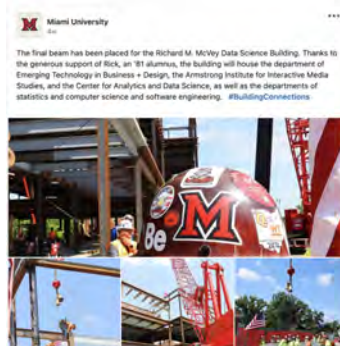 Miami University
The final beam has been placed for the Richard M. McVey Data Science Building. Thanks to
the generous support of Rick, an '81 alumnus, the building will house the department of
Emerging Technology in Business + Design, the Armstrong Institute for Interactive Media
Studies, and the Center for Analytics and Data Science, as well as the departments of
statistics and computer science and software engineering. #BuildingConnections
M
Be